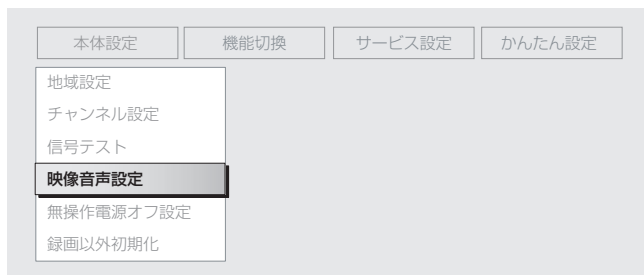 本体設定 機能切換 サービス設定 かんたん設定
地域設定
チャンネル設定
信号テスト
映像音声設定
無操作電源オフ設定
録画以外初期化